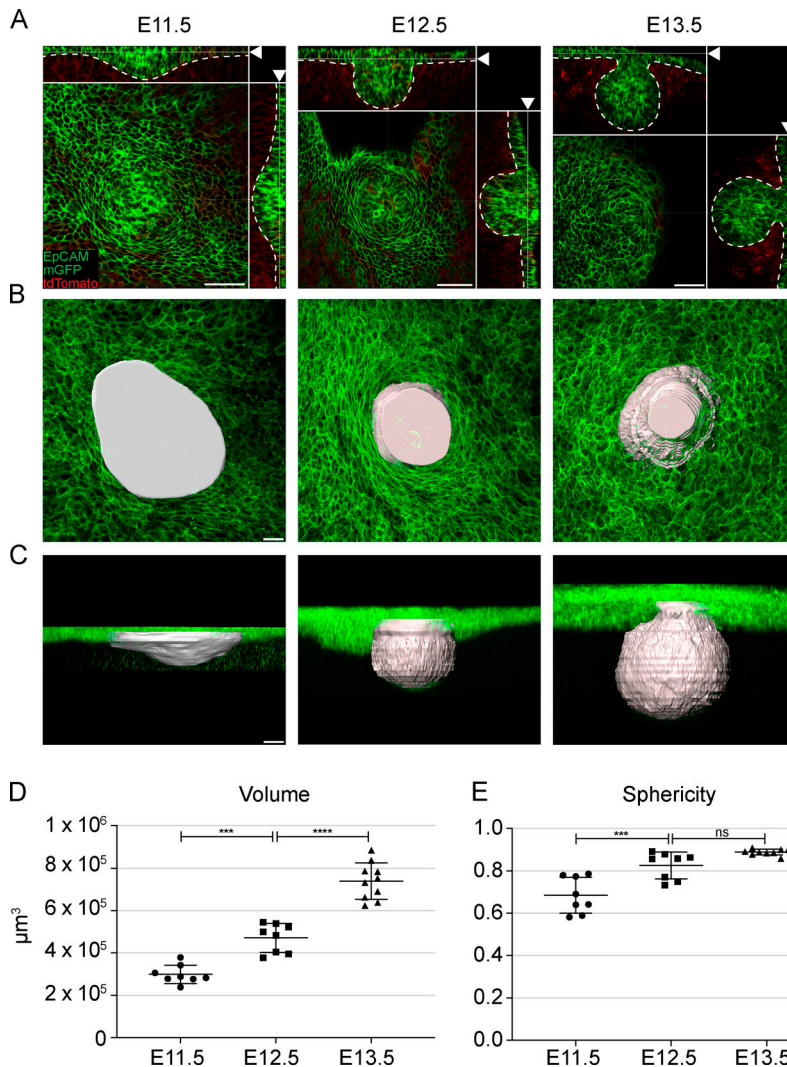 A
E11.5 E12.5 E13.5
EpCAM
mGFP
tdTomato
B
C
D Volume
1 x 10⁶
8 x 10⁵
6 x 10⁵
4 x 10⁵
2 x 10⁵
0
µm³
*** ****
E11.5 E12.5 E13.5
E Sphericity
1.0
0.8
0.6
0.4
0.2
0.0
*** ns
E11.5 E12.5 E13.5